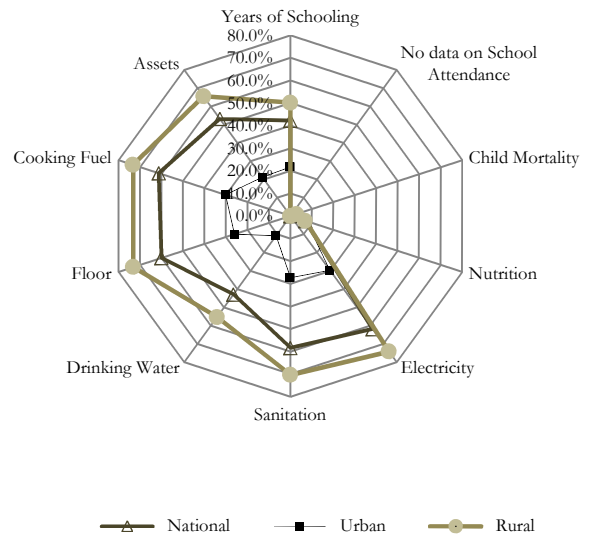 Years of Schooling
80.0%
70.0%
60.0%
50.0%
40.0%
30.0%
20.0%
10.0%
0.0%
No data on School
Attendance
Child Mortality
Nutrition
Electricity
Sanitation
Drinking Water
Floor
Cooking Fuel
Assets
National
Urban
Rural